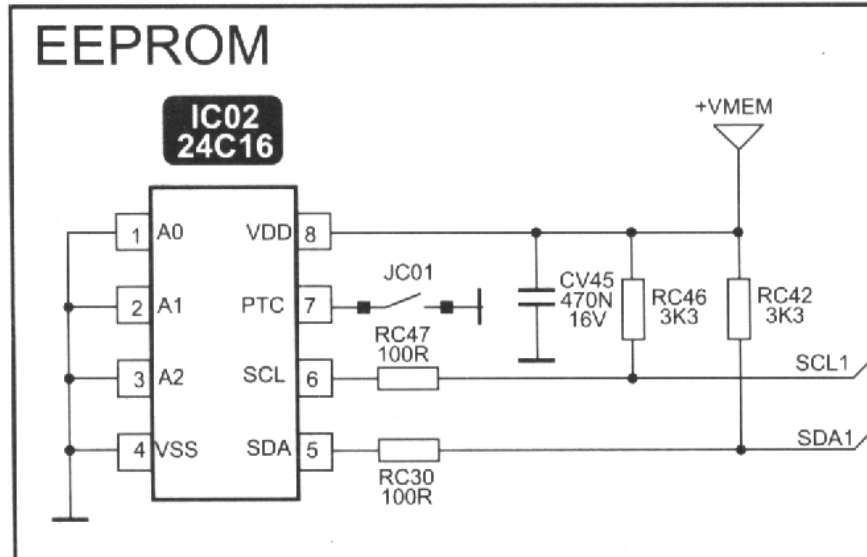 EEPROM
IC02
24C16
+VMEM
1 A0 VDD 8
2 A1 PTC 7
JC01
3 A2 SCL 6
RC47
100R
4 VSS SDA 5
RC30
100R
CV45
470N
16V
RC46
3K3
RC42
3K3
SCL1
SDA1